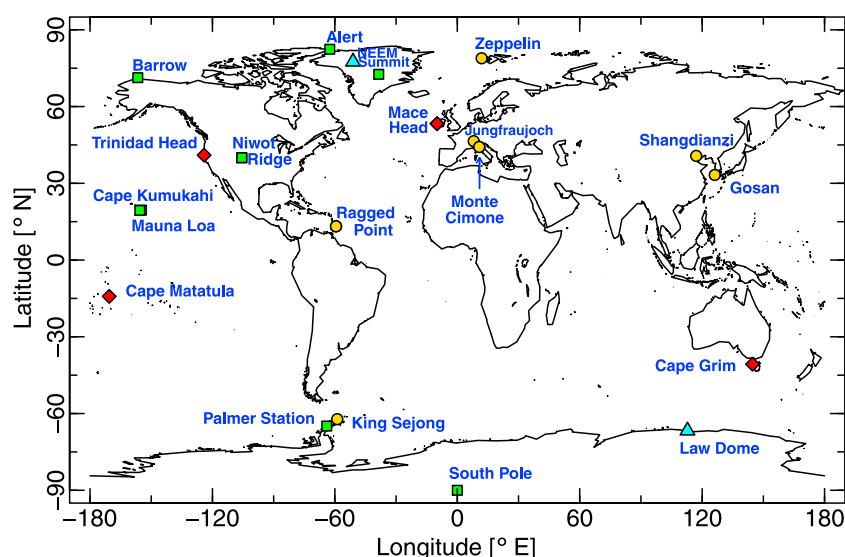 Alert
Zeppelin
NEEM
Barrow
Summit
Mace
Head
Jungfraujoch
Trinidad Head
Niwot
Ridge
Shangdianzi
Gosan
Cape Kumukahi
Mauna Loa
Ragged
Point
Monte
Cimone
Cape Matatula
Cape Grim
Palmer Station
King Sejong
Law Dome
South Pole
Latitude [° N]
90
60
30
0
−30
−60
−90
−180
−120
−60
0
60
120
180
Longitude [° E]